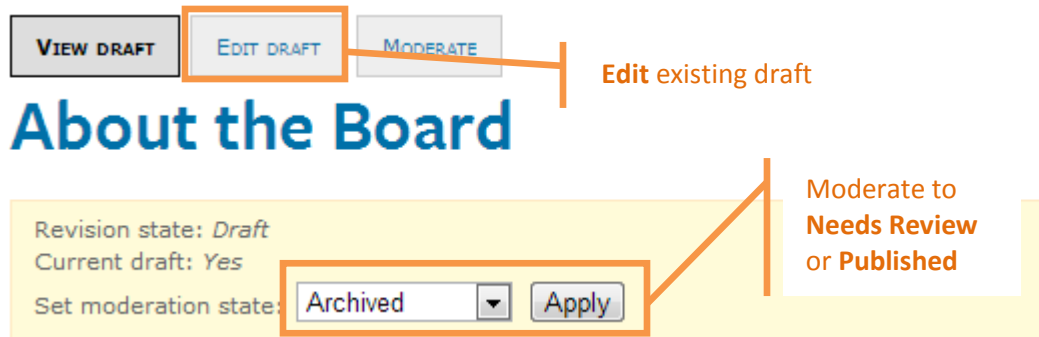 VIEW DRAFT
EDIT DRAFT
MODERATE
Edit existing draft
About the Board
Moderate to
Needs Review
or Published
Revision state: Draft
Current draft: Yes
Set moderation state: Archived Apply